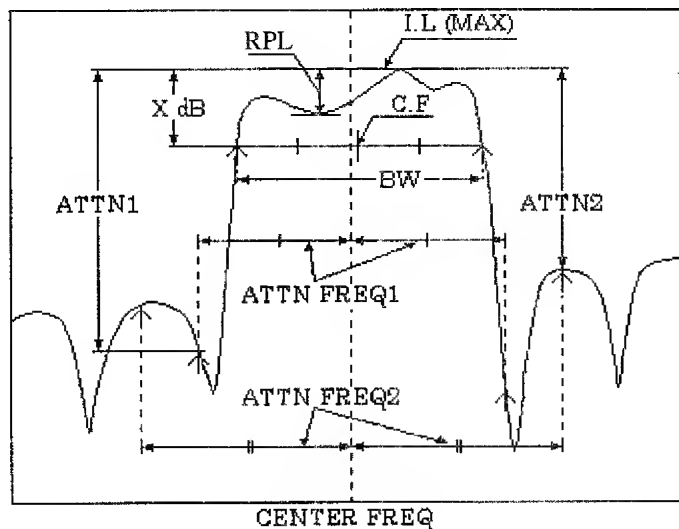 I.L (MAX)
RPL
X dB
C.F
BW
ATTN1
ATTN2
ATTN FREQ1
ATTN FREQ2
CENTER FREQ